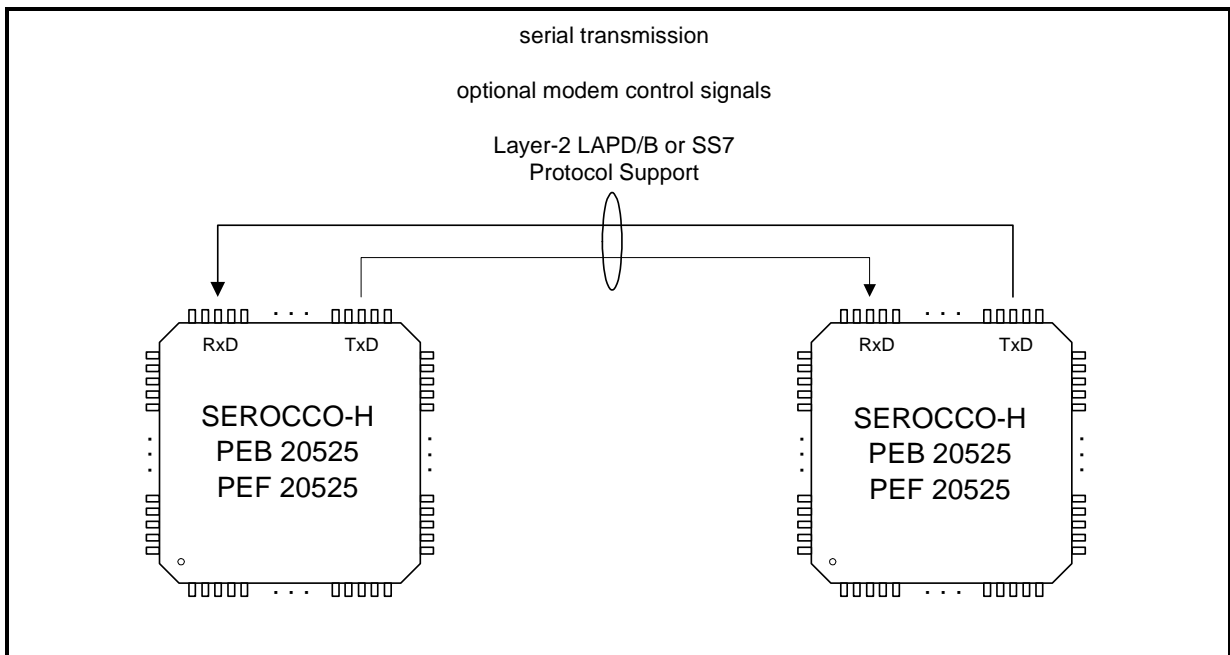 serial transmission
optional modem control signals
Layer-2 LAPD/B or SS7
Protocol Support
RxD
TxD
SEROCCO-H
PEB 20525
PEF 20525
RxD
TxD
SEROCCO-H
PEB 20525
PEF 20525